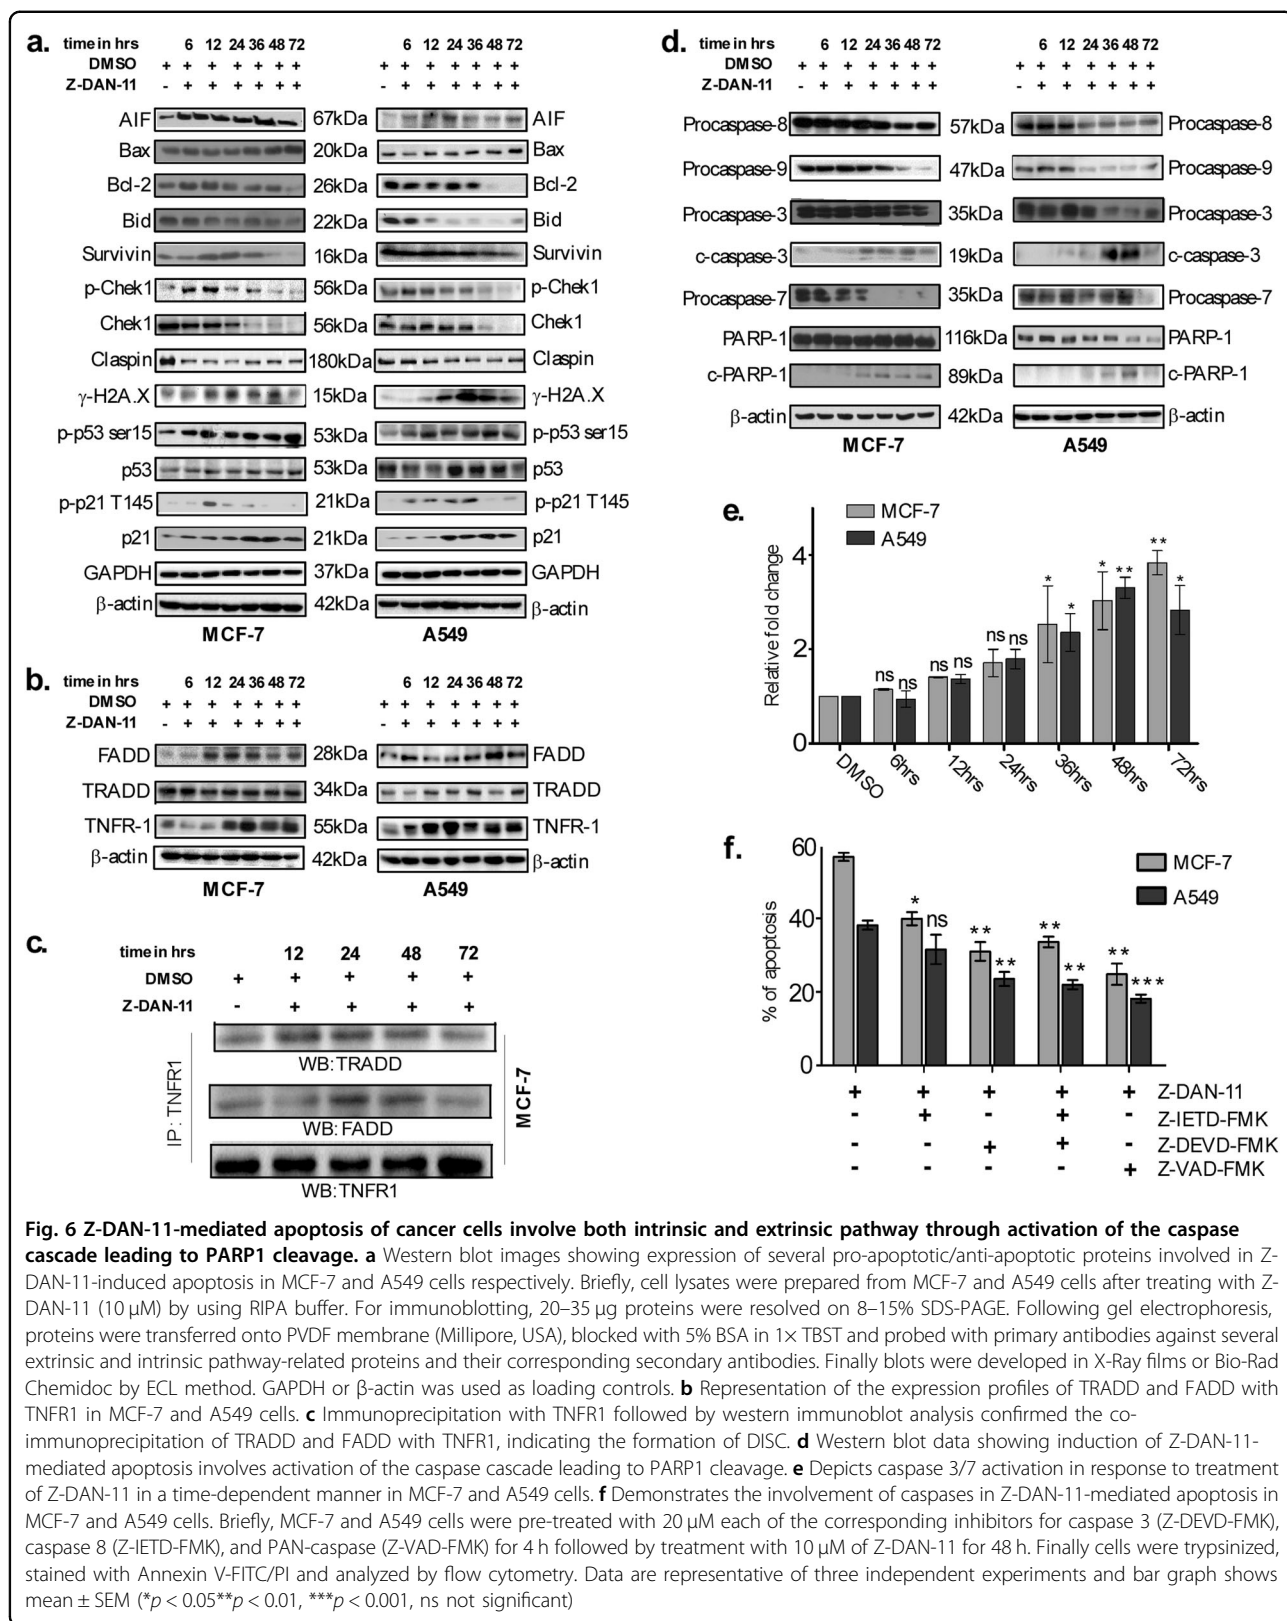 a.
time in hrs 6 12 24 36 48 72 6 12 24 36 48 72
DMSO + + + + + + + + + + + + + +
Z-DAN-11 - + + + + + + - + + + + + +
AIF 67kDa AIF
Bax 20kDa Bax
Bcl-2 26kDa Bcl-2
Bid 22kDa Bid
Survivin 16kDa Survivin
p-Chek1 56kDa p-Chek1
Chek1 56kDa Chek1
Claspin 180kDa Claspin
γ-H2A.X 15kDa γ-H2A.X
p-p53 ser15 53kDa p-p53 ser15
p53 53kDa p53
p-p21 T145 21kDa p-p21 T145
p21 21kDa p21
GAPDH 37kDa GAPDH
β-actin 42kDa β-actin
MCF-7 A549
b.
time in hrs 6 12 24 36 48 72 6 12 24 36 48 72
DMSO + + + + + + + + + + + + + +
Z-DAN-11 - + + + + + + - + + + + + +
FADD 28kDa FADD
TRADD 34kDa TRADD
TNFR-1 55kDa TNFR-1
β-actin 42kDa β-actin
MCF-7 A549
c.
time in hrs 12 24 48 72
DMSO + + + + +
Z-DAN-11 - + + + +
IP: TNFR1
WB: TRADD
WB: FADD
WB: TNFR1
MCF-7
d.
time in hrs 6 12 24 36 48 72 6 12 24 36 48 72
DMSO + + + + + + + + + + + + + +
Z-DAN-11 - + + + + + + - + + + + + +
Procaspase-8 57kDa Procaspase-8
Procaspase-9 47kDa Procaspase-9
Procaspase-3 35kDa Procaspase-3
c-caspase-3 19kDa c-caspase-3
Procaspase-7 35kDa Procaspase-7
PARP-1 116kDa PARP-1
c-PARP-1 89kDa c-PARP-1
β-actin 42kDa β-actin
MCF-7 A549
e.
MCF-7
A549
Relative fold change
4
2
0
ns ns ns ns ns ns * * * ** ** *
DMSO 6hrs 12hrs 24hrs 36hrs 48hrs 72hrs
f.
MCF-7
A549
% of apoptosis
60
40
20
0
* ns ** ** ** ** ** ***
+ + + + + Z-DAN-11
- + - + - Z-IETD-FMK
- - + + - Z-DEVD-FMK
- - - - + Z-VAD-FMK
Fig. 6 Z-DAN-11-mediated apoptosis of cancer cells involve both intrinsic and extrinsic pathway through activation of the caspase
cascade leading to PARP1 cleavage. a Western blot images showing expression of several pro-apoptotic/anti-apoptotic proteins involved in Z-
DAN-11-induced apoptosis in MCF-7 and A549 cells respectively. Briefly, cell lysates were prepared from MCF-7 and A549 cells after treating with Z-
DAN-11 (10 μM) by using RIPA buffer. For immunoblotting, 20–35 μg proteins were resolved on 8–15% SDS-PAGE. Following gel electrophoresis,
proteins were transferred onto PVDF membrane (Millipore, USA), blocked with 5% BSA in 1× TBST and probed with primary antibodies against several
extrinsic and intrinsic pathway-related proteins and their corresponding secondary antibodies. Finally blots were developed in X-Ray films or Bio-Rad
Chemidoc by ECL method. GAPDH or β-actin was used as loading controls. b Representation of the expression profiles of TRADD and FADD with
TNFR1 in MCF-7 and A549 cells. c Immunoprecipitation with TNFR1 followed by western immunoblot analysis confirmed the co-
immunoprecipitation of TRADD and FADD with TNFR1, indicating the formation of DISC. d Western blot data showing induction of Z-DAN-11-
mediated apoptosis involves activation of the caspase cascade leading to PARP1 cleavage. e Depicts caspase 3/7 activation in response to treatment
of Z-DAN-11 in a time-dependent manner in MCF-7 and A549 cells. f Demonstrates the involvement of caspases in Z-DAN-11-mediated apoptosis in
MCF-7 and A549 cells. Briefly, MCF-7 and A549 cells were pre-treated with 20 μM each of the corresponding inhibitors for caspase 3 (Z-DEVD-FMK),
caspase 8 (Z-IETD-FMK), and PAN-caspase (Z-VAD-FMK) for 4 h followed by treatment with 10 μM of Z-DAN-11 for 48 h. Finally cells were trypsinized,
stained with Annexin V-FITC/PI and analyzed by flow cytometry. Data are representative of three independent experiments and bar graph shows
mean ± SEM (*p < 0.05**p < 0.01, ***p < 0.001, ns not significant)